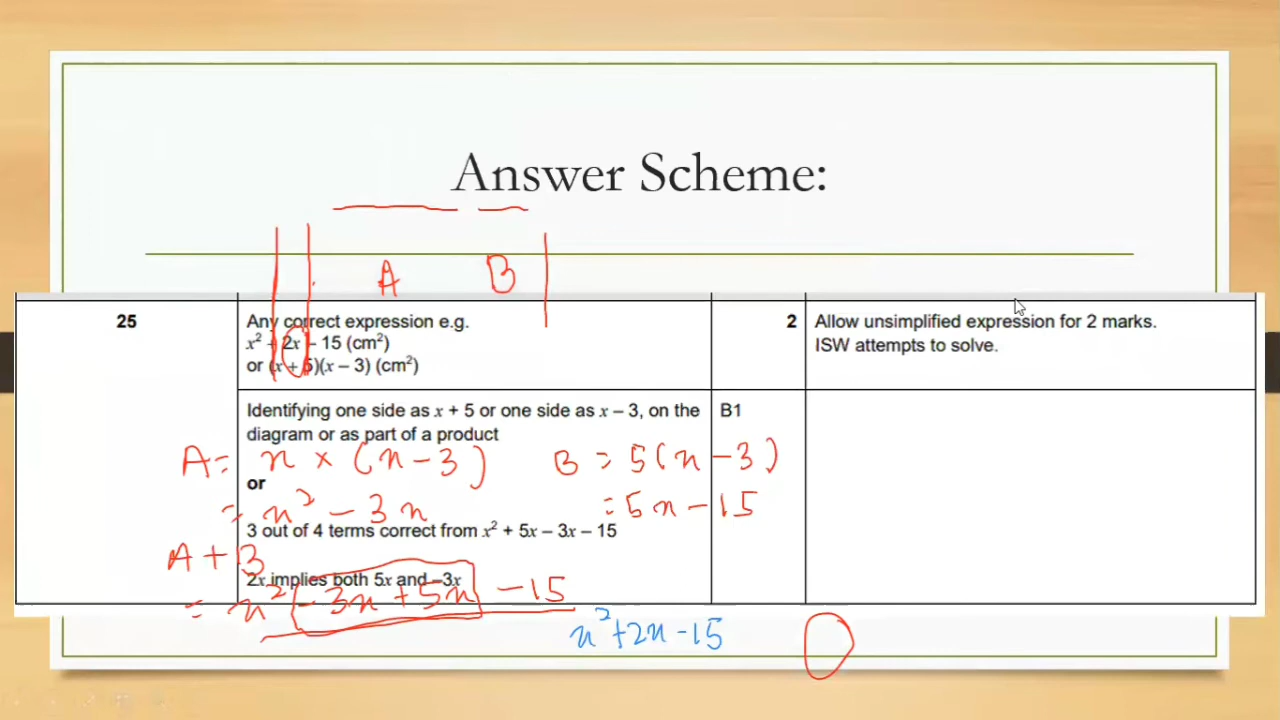 Answer Scheme:
A B
25
Any correct expression e.g.
x² + 2x - 15 (cm²)
or (x + 5)(x – 3) (cm²)
2
Allow unsimplified expression for 2 marks.
ISW attempts to solve.
Identifying one side as x + 5 or one side as x – 3, on the
diagram or as part of a product
B1
A = x × (x - 3) B = 5(x - 3)
or
= x² - 3x = 5x - 15
3 out of 4 terms correct from x² + 5x – 3x – 15
A + B
2x implies both 5x and –3x
= x² - 3x + 5x - 15
x² + 2x - 15